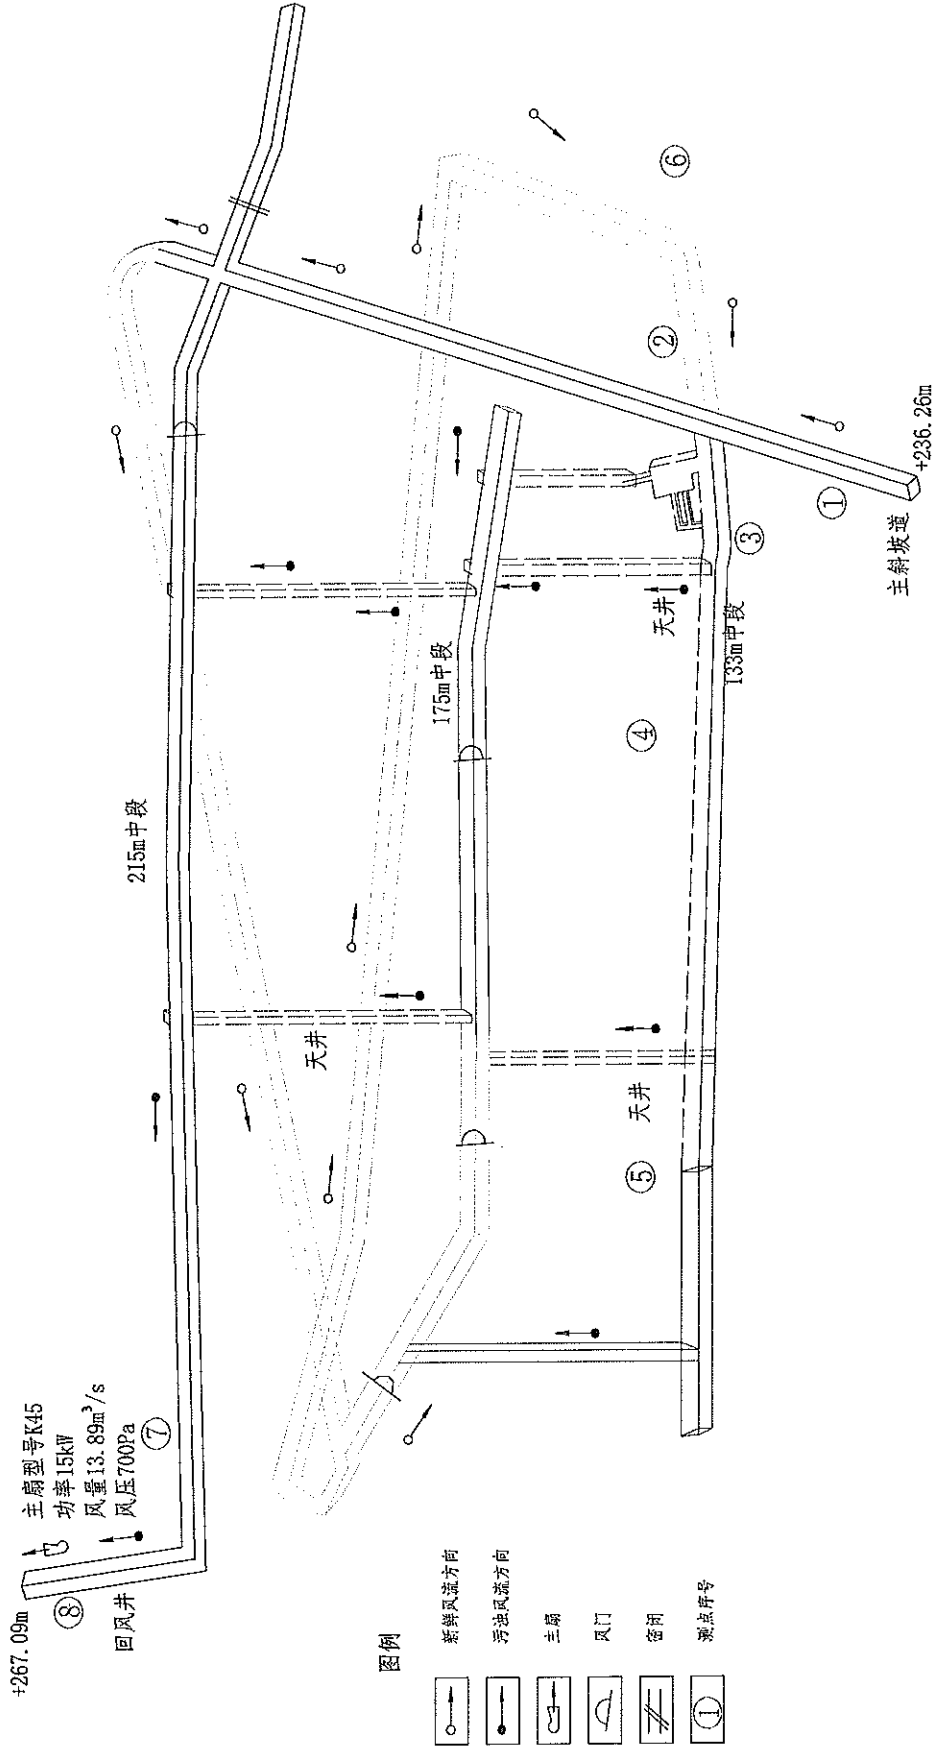 +267.09m
⑧
回风井
主扇型号K45
功率15kW
风量13.89m³/s
风压700Pa
⑦
215m中段
天井
175m中段
天井
天井
133m中段
⑤
④
③
②
⑥
①
主斜坡道
+236.26m
图例
新鲜风流方向
污浊风流方向
主扇
风门
密闭
测点序号
①